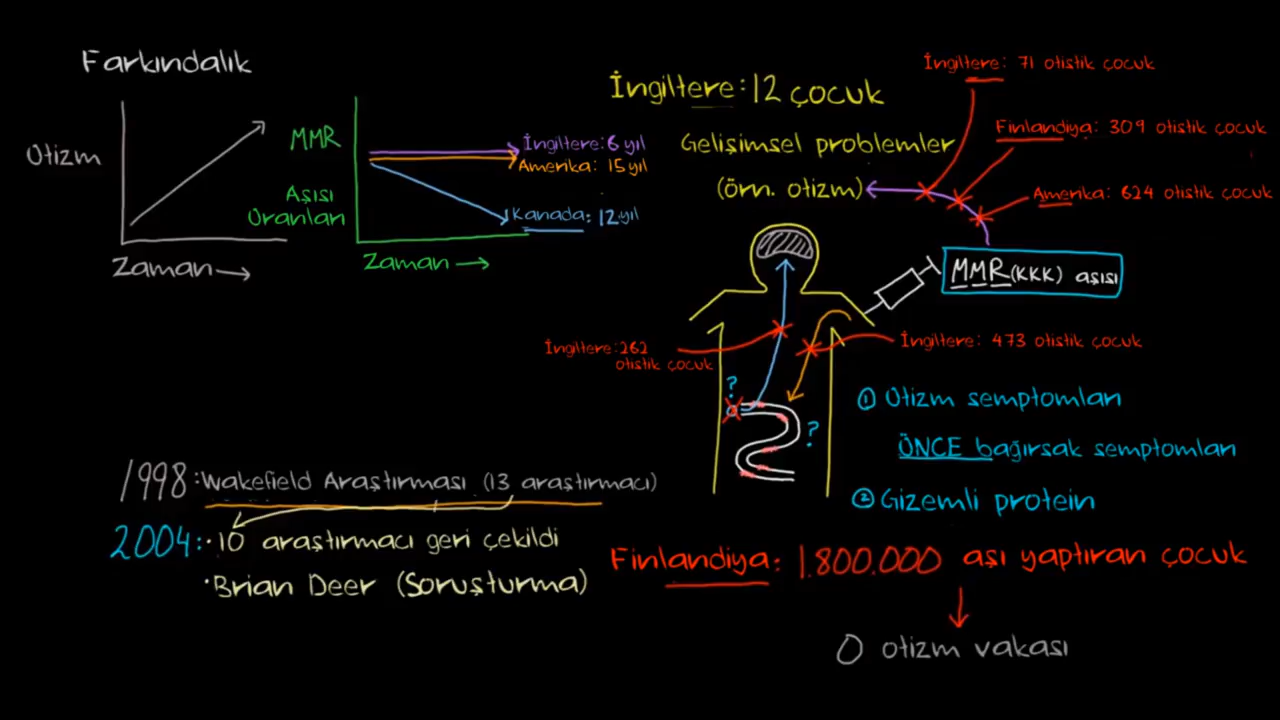 Farkındalık
Otizm
Zaman
MMR
Aşısı
Oranları
Zaman
İngiltere: 6 yıl
Amerika: 15 yıl
Kanada: 12 yıl
İngiltere: 12 çocuk
Gelişimsel problemler
(örn. otizm)
İngiltere: 71 otistik çocuk
Finlandiya: 309 otistik çocuk
Amerika: 624 otistik çocuk
MMR (KKK) aşısı
İngiltere: 262
otistik çocuk
İngiltere: 473 otistik çocuk
?
?
① Otizm semptomları
ÖNCE bağırsak semptomları
② Gizemli protein
1998: Wakefield Araştırması (13 araştırmacı)
2004: • 10 araştırmacı geri çekildi
• Brian Deer (Soruşturma)
Finlandiya: 1.800.000 aşı yaptıran çocuk
0 otizm vakası